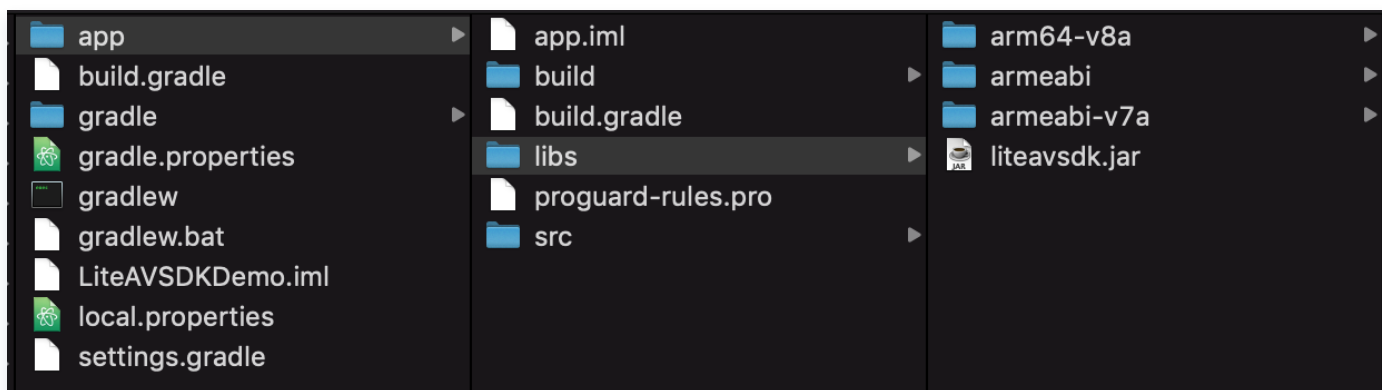 app
build.gradle
gradle
gradle.properties
gradlew
gradlew.bat
LiteAVSDKDemo.iml
local.properties
settings.gradle
app.iml
build
build.gradle
libs
proguard-rules.pro
src
arm64-v8a
armeabi
armeabi-v7a
liteavsdk.jar
JAR